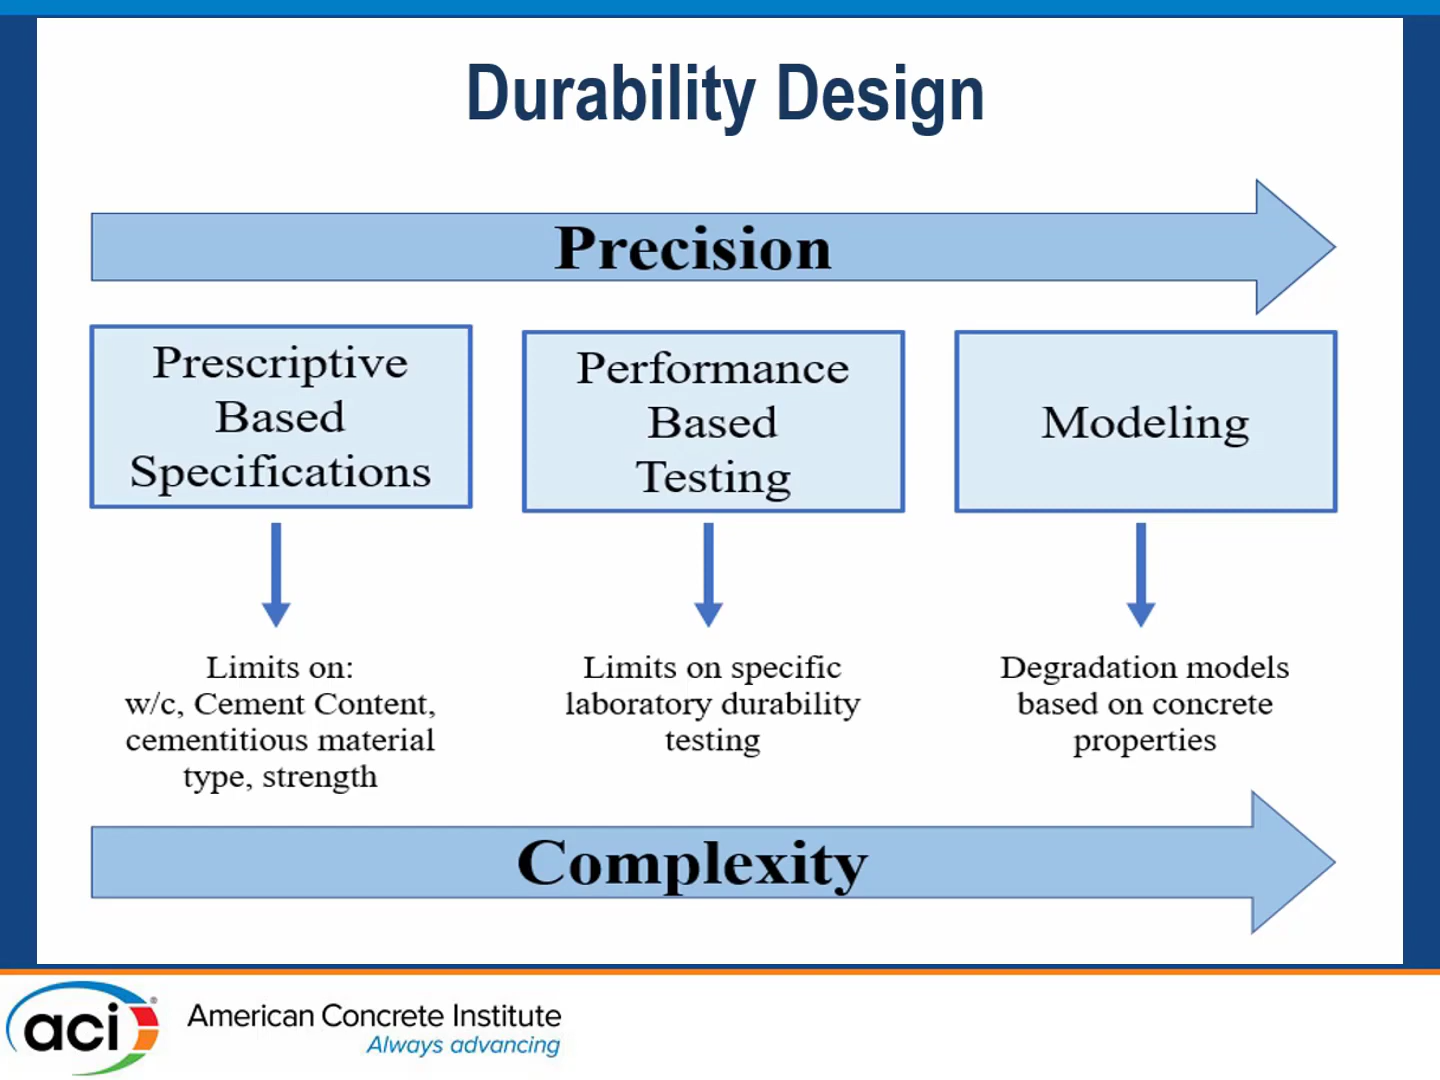 Durability Design
Precision
Prescriptive
Based
Specifications
Performance
Based
Testing
Modeling
Limits on:
w/c, Cement Content,
cementitious material
type, strength
Limits on specific
laboratory durability
testing
Degradation models
based on concrete
properties
Complexity
aci®
American Concrete Institute
Always advancing